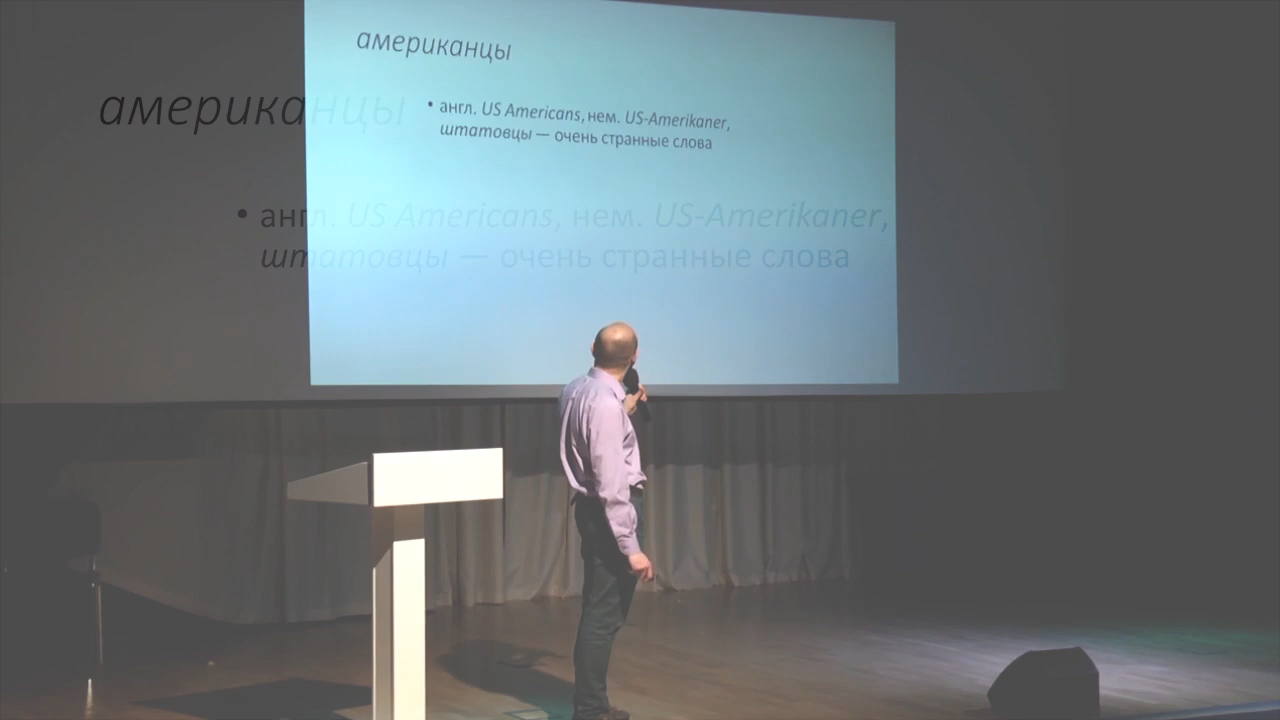 американцы
• англ. US Americans, нем. US-Amerikaner,
штатовцы — очень странные слова
американцы
• англ. US Americans, нем. US-Amerikaner,
штатовцы — очень странные слова